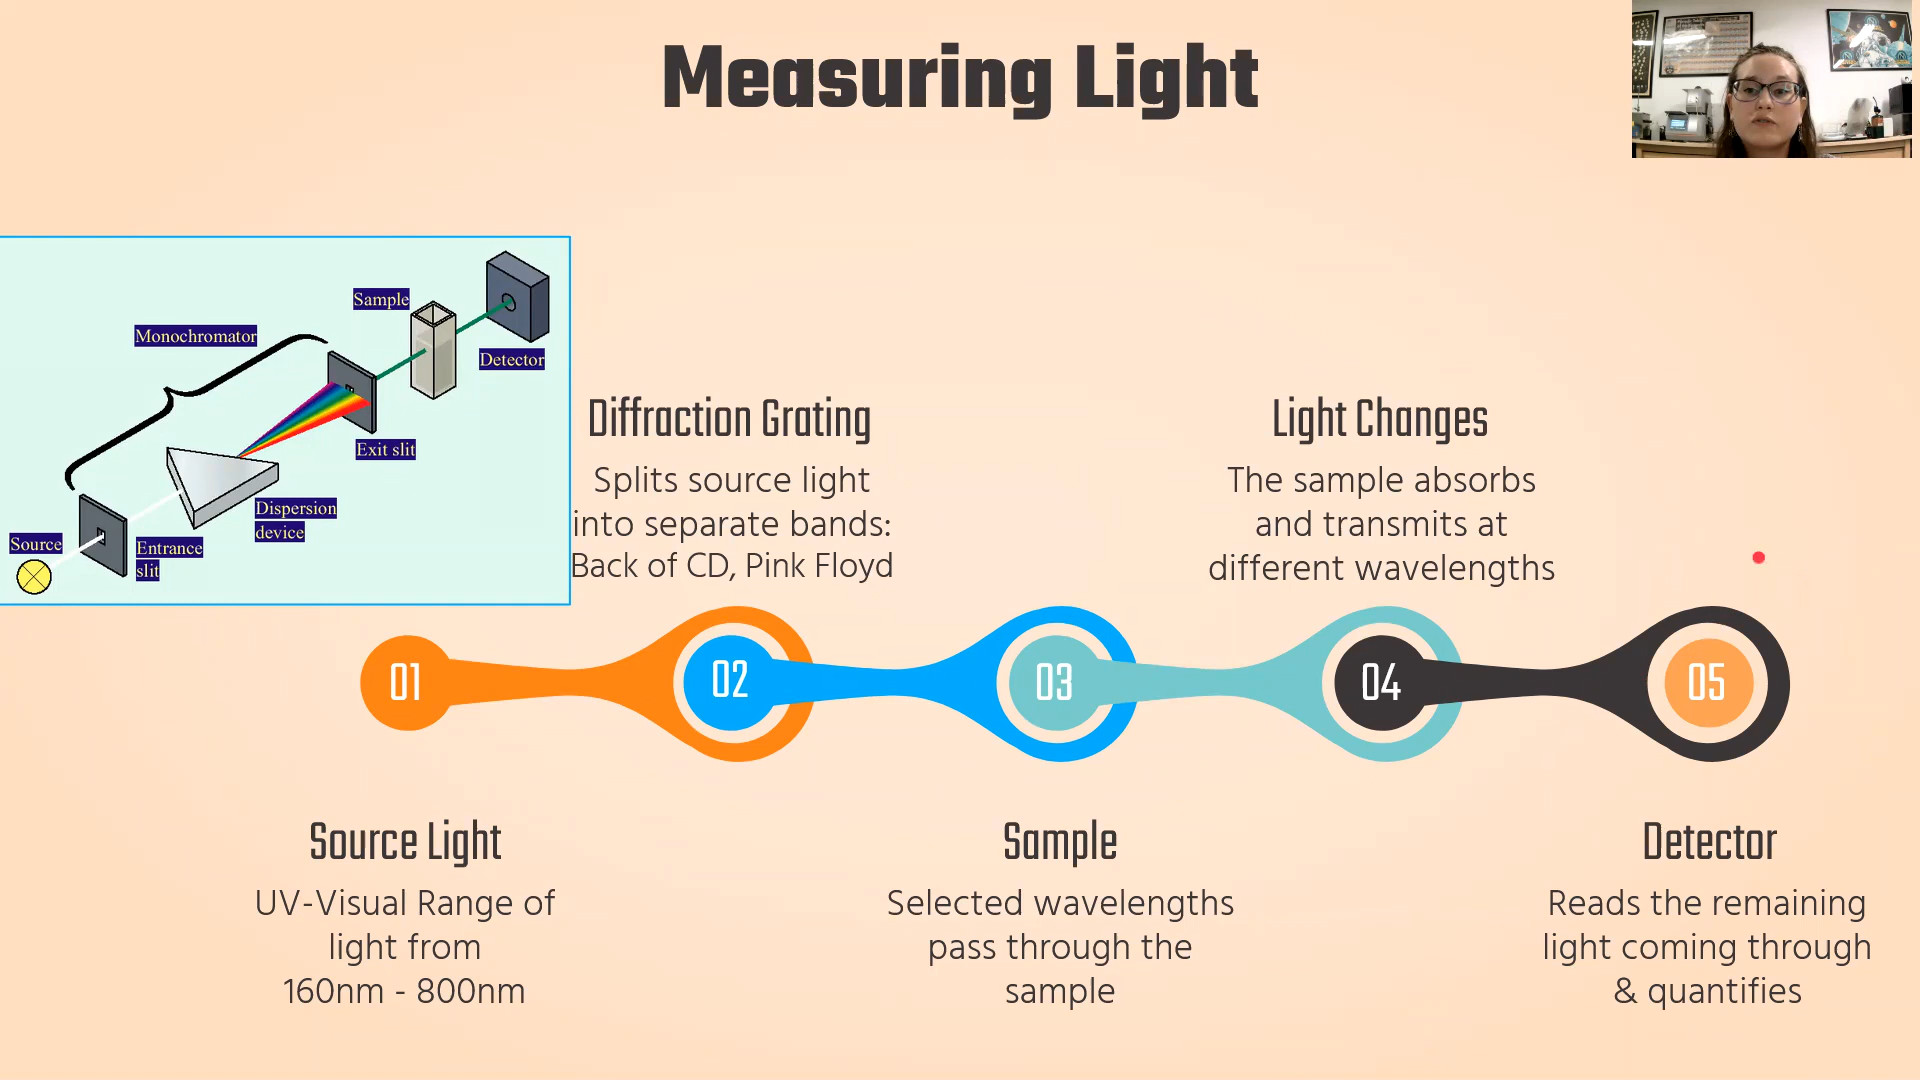 Measuring Light
Sample
Monochromator
Detector
Exit slit
Dispersion
device
Source
Entrance
slit
Diffraction Grating
Splits source light
into separate bands:
Back of CD, Pink Floyd
Light Changes
The sample absorbs
and transmits at
different wavelengths
01
02
03
04
05
Source Light
UV-Visual Range of
light from
160nm - 800nm
Sample
Selected wavelengths
pass through the
sample
Detector
Reads the remaining
light coming through
& quantifies